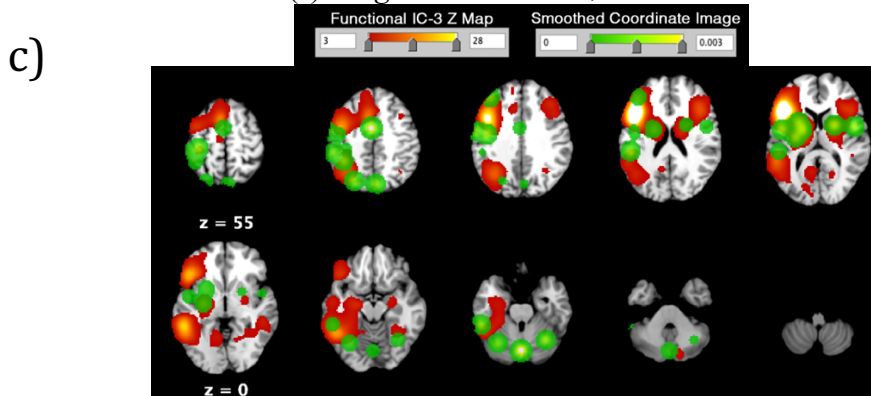 Functional IC-3 Z Map
Smoothed Coordinate Image
3
28
0
0.003
c)
z = 55
z = 0